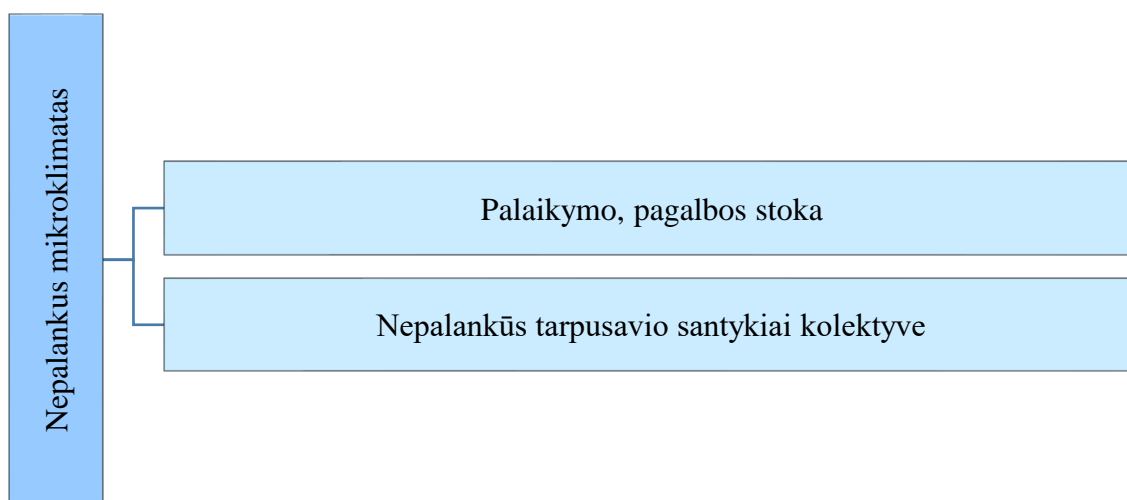 Nepalankus mikroklimatas
Palaikymo, pagalbos stoka
Nepalankūs tarpusavio santykiai kolektyve